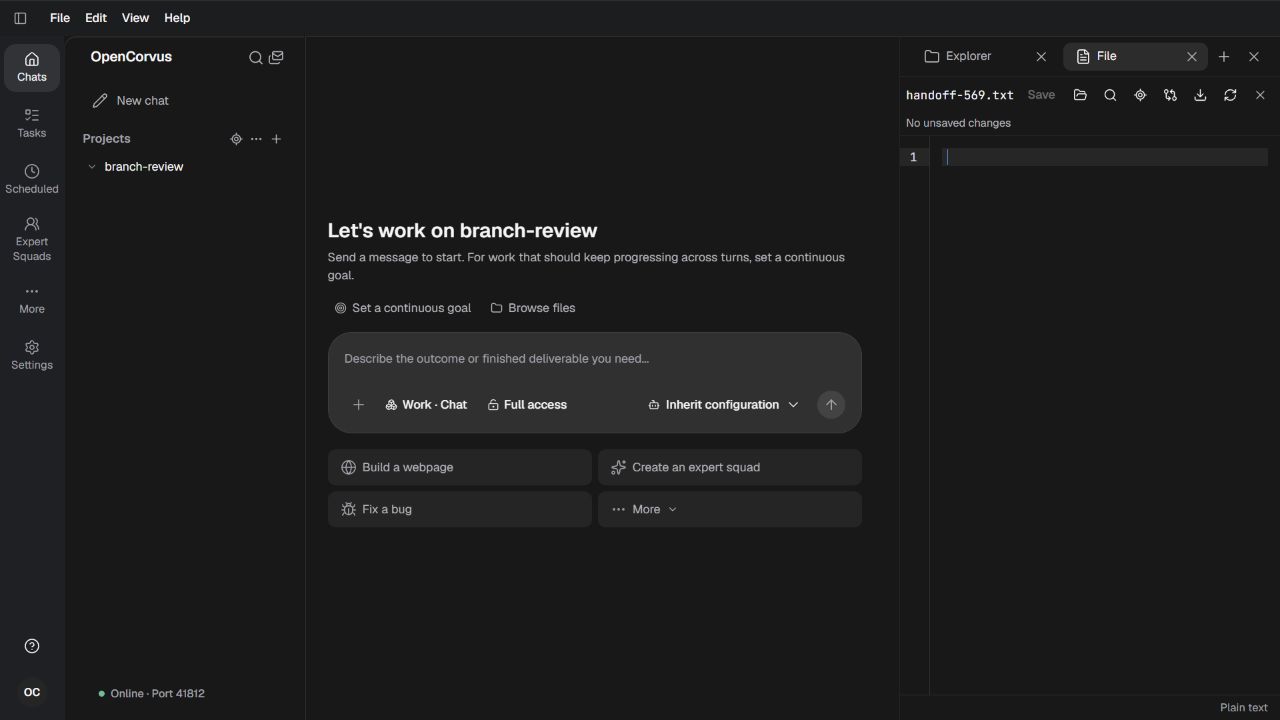 File Edit View Help
Chats
Tasks
Scheduled
Expert
Squads
More
Settings
OC
OpenCorvus
New chat
Projects
branch-review
Online · Port 41812
Let's work on branch-review
Send a message to start. For work that should keep progressing across turns, set a continuous
goal.
Set a continuous goal Browse files
Describe the outcome or finished deliverable you need...
Work · Chat Full access Inherit configuration
Build a webpage Create an expert squad
Fix a bug More
Explorer File
handoff-569.txt Save
No unsaved changes
1
Plain text